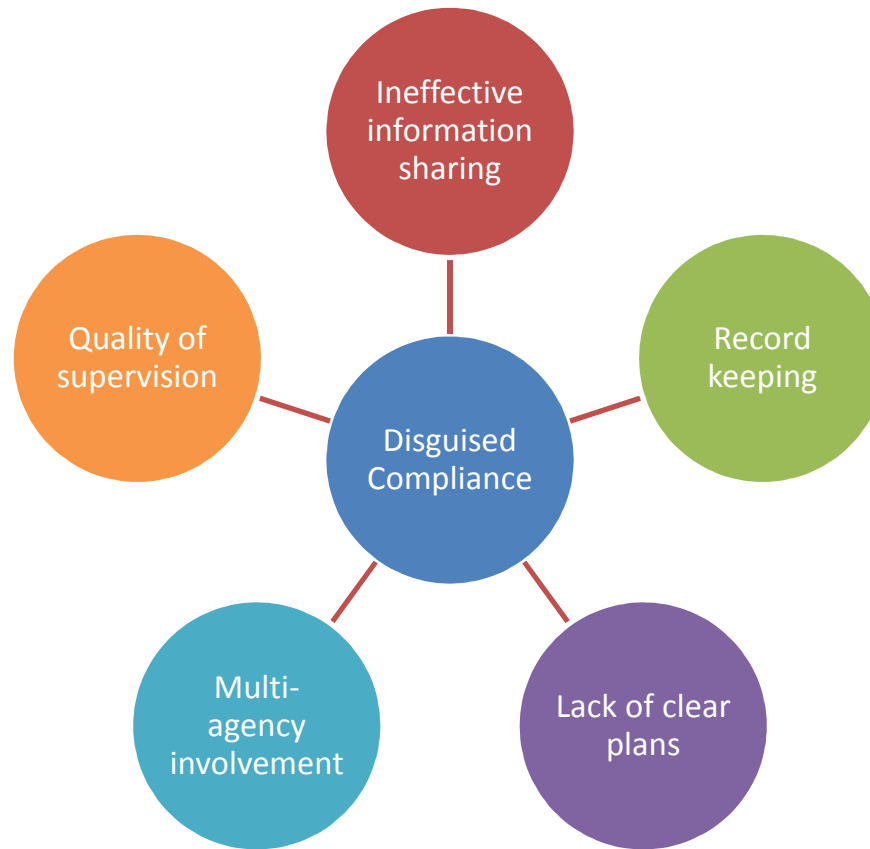 Ineffective
information
sharing
Quality of
supervision
Record
keeping
Disguised
Compliance
Multi-
agency
involvement
Lack of clear
plans